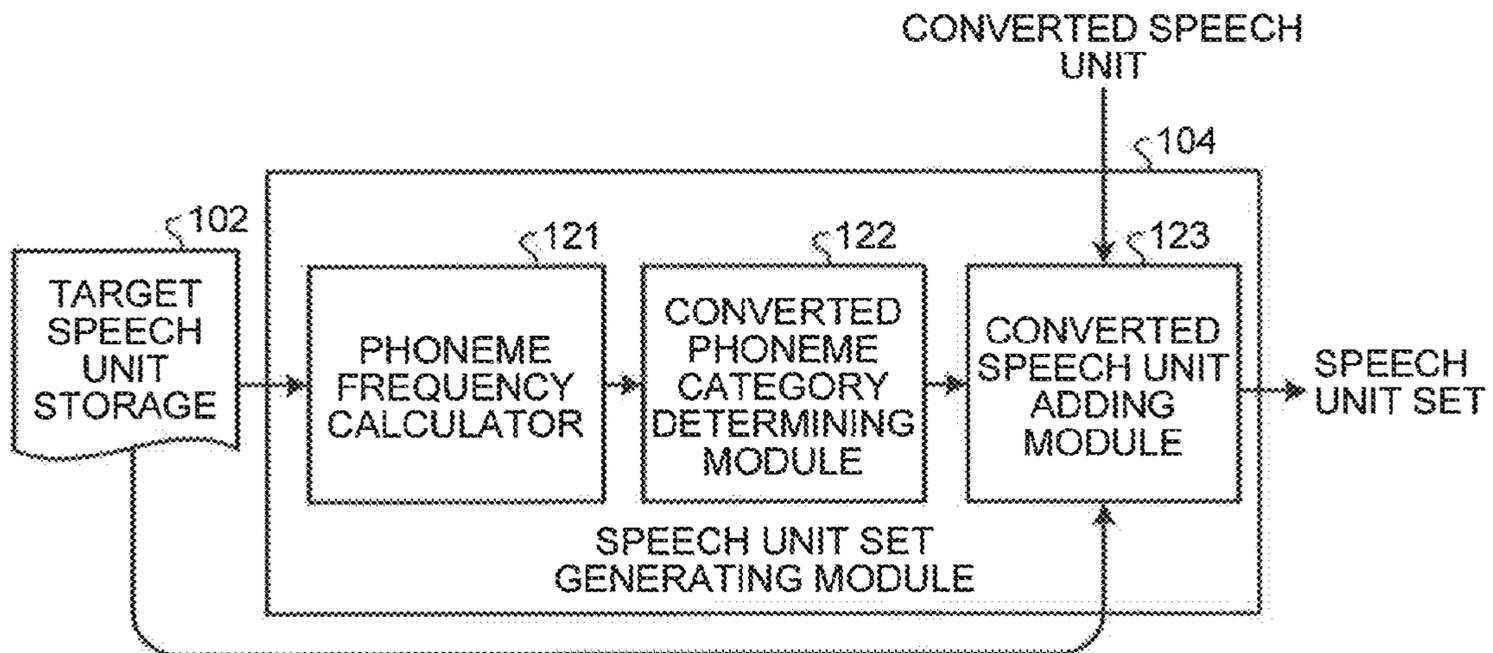 CONVERTED SPEECH
UNIT
104
102
121
122
123
TARGET
SPEECH
UNIT
STORAGE
PHONEME
FREQUENCY
CALCULATOR
CONVERTED
PHONEME
CATEGORY
DETERMINING
MODULE
CONVERTED
SPEECH UNIT
ADDING
MODULE
SPEECH
UNIT SET
SPEECH UNIT SET
GENERATING MODULE